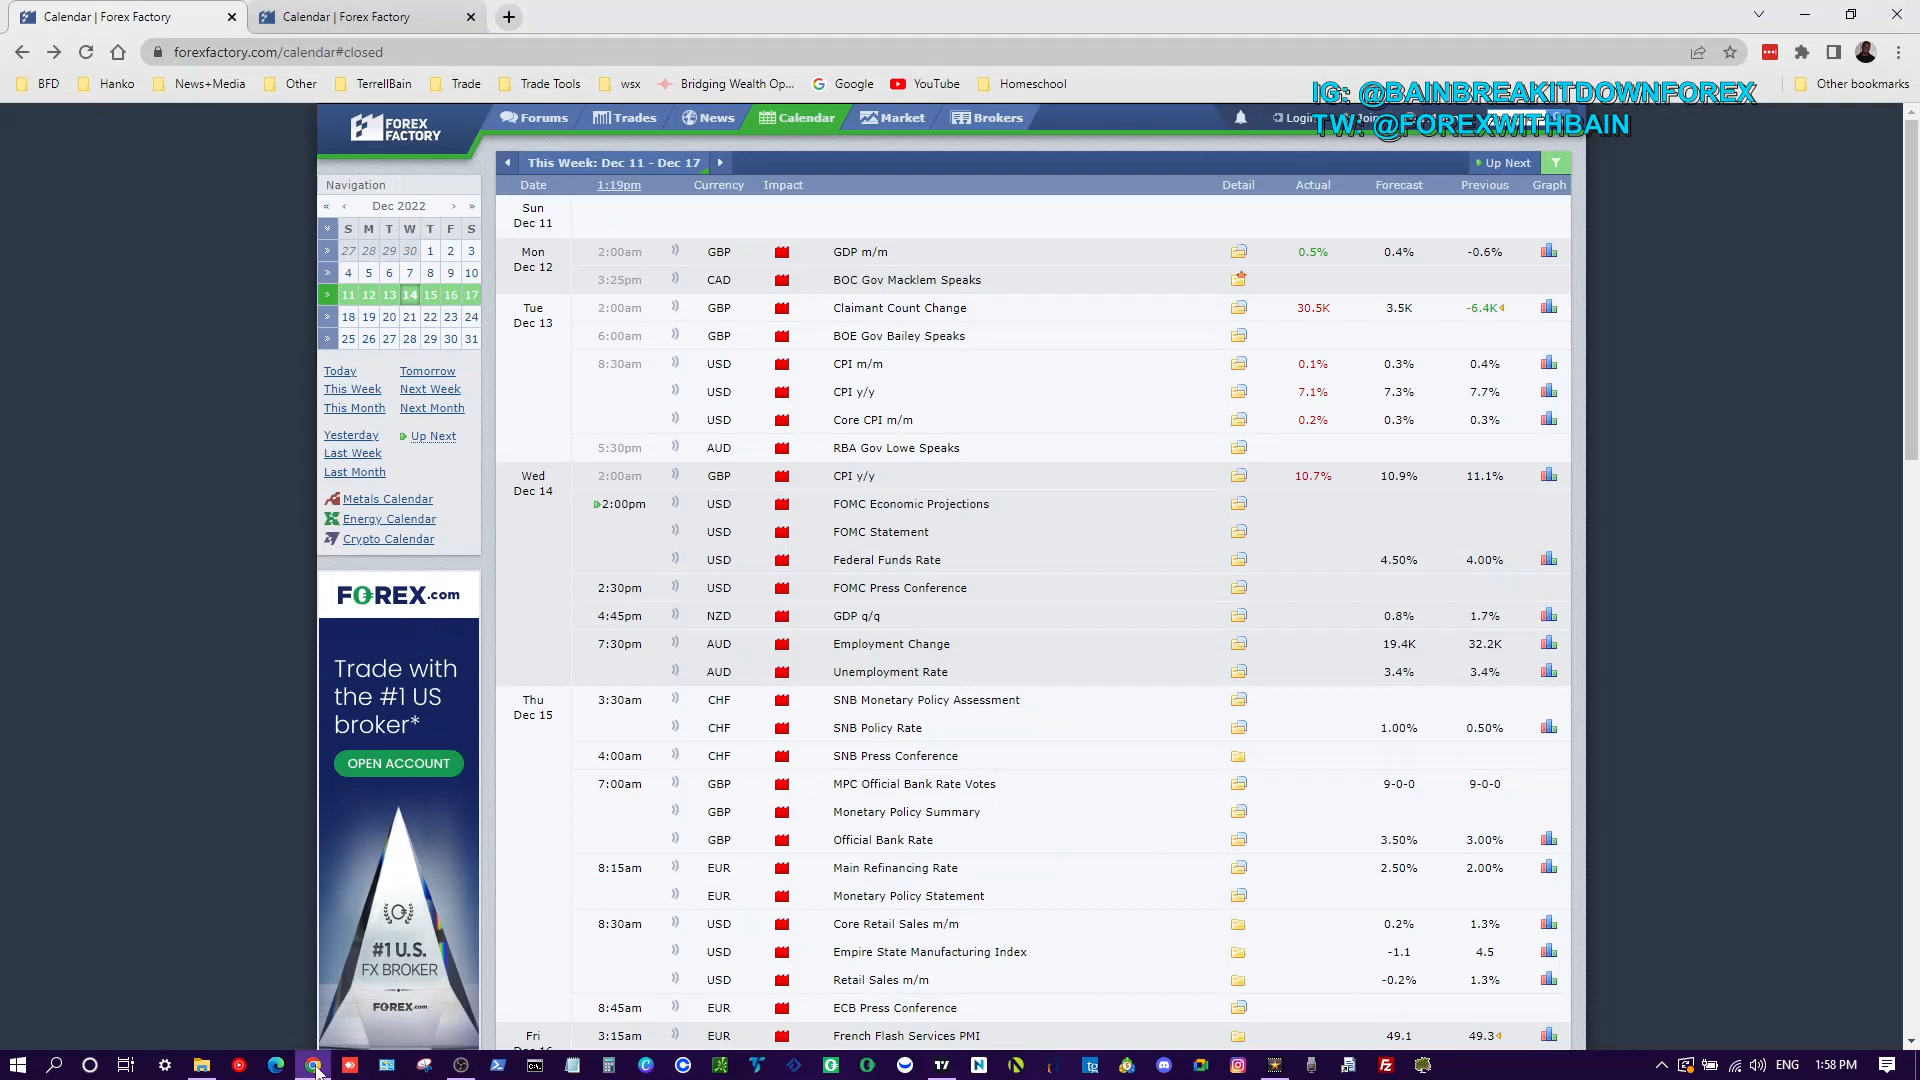 Calendar | Forex Factory
Calendar | Forex Factory
forexfactory.com/calendar#closed
BFD Hanko News+Media Other TerrellBain Trade Trade Tools wsx Bridging Wealth Op... Google YouTube Homeschool Other bookmarks
IG: @BAINBREAKITDOWNFOREX
TW: @FOREXWITHBAIN
FOREX FACTORY
Forums Trades News Calendar Market Brokers Login
This Week: Dec 11 - Dec 17 Up Next
Date 1:19pm Currency Impact Detail Actual Forecast Previous Graph
Sun Dec 11
Mon Dec 12 2:00am GBP GDP m/m 0.5% 0.4% -0.6%
3:25pm CAD BOC Gov Macklem Speaks
Tue Dec 13 2:00am GBP Claimant Count Change 30.5K 3.5K -6.4K
6:00am GBP BOE Gov Bailey Speaks
8:30am USD CPI m/m 0.1% 0.3% 0.4%
USD CPI y/y 7.1% 7.3% 7.7%
USD Core CPI m/m 0.2% 0.3% 0.3%
5:30pm AUD RBA Gov Lowe Speaks
Wed Dec 14 2:00am GBP CPI y/y 10.7% 10.9% 11.1%
2:00pm USD FOMC Economic Projections
USD FOMC Statement
USD Federal Funds Rate 4.50% 4.00%
2:30pm USD FOMC Press Conference
4:45pm NZD GDP q/q 0.8% 1.7%
7:30pm AUD Employment Change 19.4K 32.2K
AUD Unemployment Rate 3.4% 3.4%
Thu Dec 15 3:30am CHF SNB Monetary Policy Assessment
CHF SNB Policy Rate 1.00% 0.50%
4:00am CHF SNB Press Conference
7:00am GBP MPC Official Bank Rate Votes 9-0-0 9-0-0
GBP Monetary Policy Summary
GBP Official Bank Rate 3.50% 3.00%
8:15am EUR Main Refinancing Rate 2.50% 2.00%
EUR Monetary Policy Statement
8:30am USD Core Retail Sales m/m 0.2% 1.3%
USD Empire State Manufacturing Index -1.1 4.5
USD Retail Sales m/m -0.2% 1.3%
8:45am EUR ECB Press Conference
Fri 3:15am EUR French Flash Services PMI 49.1 49.3
Navigation
« ‹ Dec 2022 › »
S M T W T F S
27 28 29 30 1 2 3
4 5 6 7 8 9 10
11 12 13 14 15 16 17
18 19 20 21 22 23 24
25 26 27 28 29 30 31
Today Tomorrow
This Week Next Week
This Month Next Month
Yesterday Up Next
Last Week
Last Month
Metals Calendar
Energy Calendar
Crypto Calendar
FOREX.com
Trade with
the #1 US
broker*
OPEN ACCOUNT
#1 U.S.
FX BROKER
FOREX.com
ENG 1:58 PM